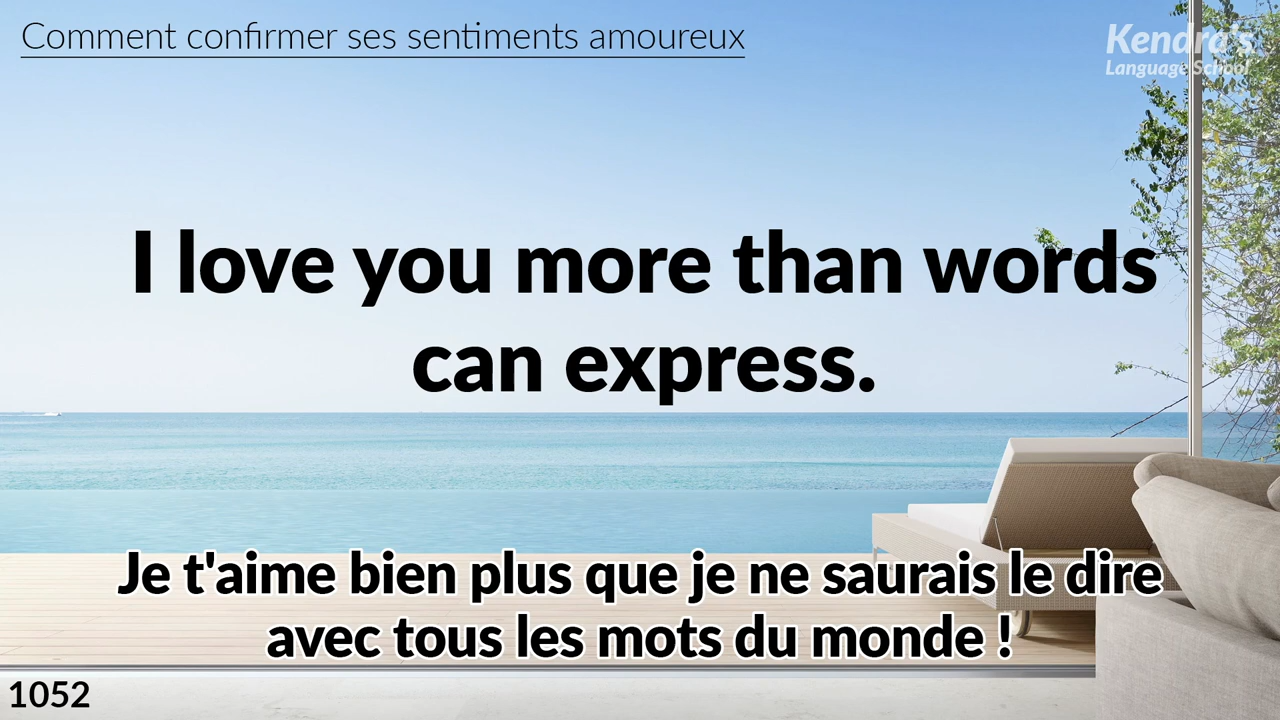 Comment confirmer ses sentiments amoureux
Kendra's
Language School
I love you more than words
can express.
Je t'aime bien plus que je ne saurais le dire
avec tous les mots du monde !
1052